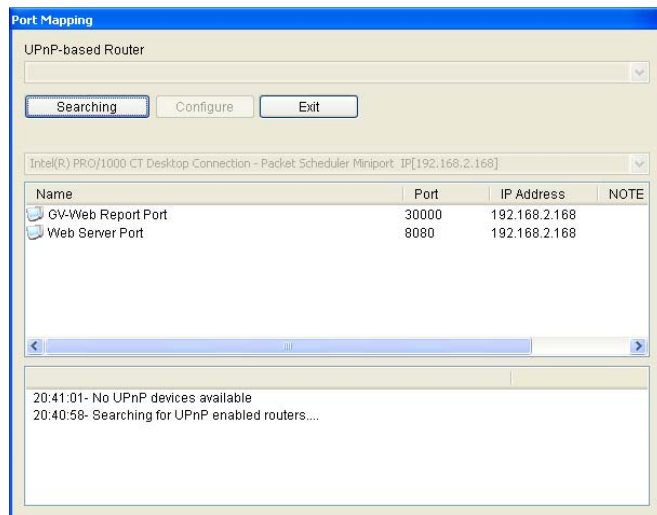 Port Mapping
UPnP-based Router
Searching Configure Exit
Intel(R) PRO/1000 CT Desktop Connection - Packet Scheduler Miniport IP[192.168.2.168]
Name Port IP Address NOTE
GV-Web Report Port 30000 192.168.2.168
Web Server Port 8080 192.168.2.168
20:41:01- No UPnP devices available
20:40:58- Searching for UPnP enabled routers....